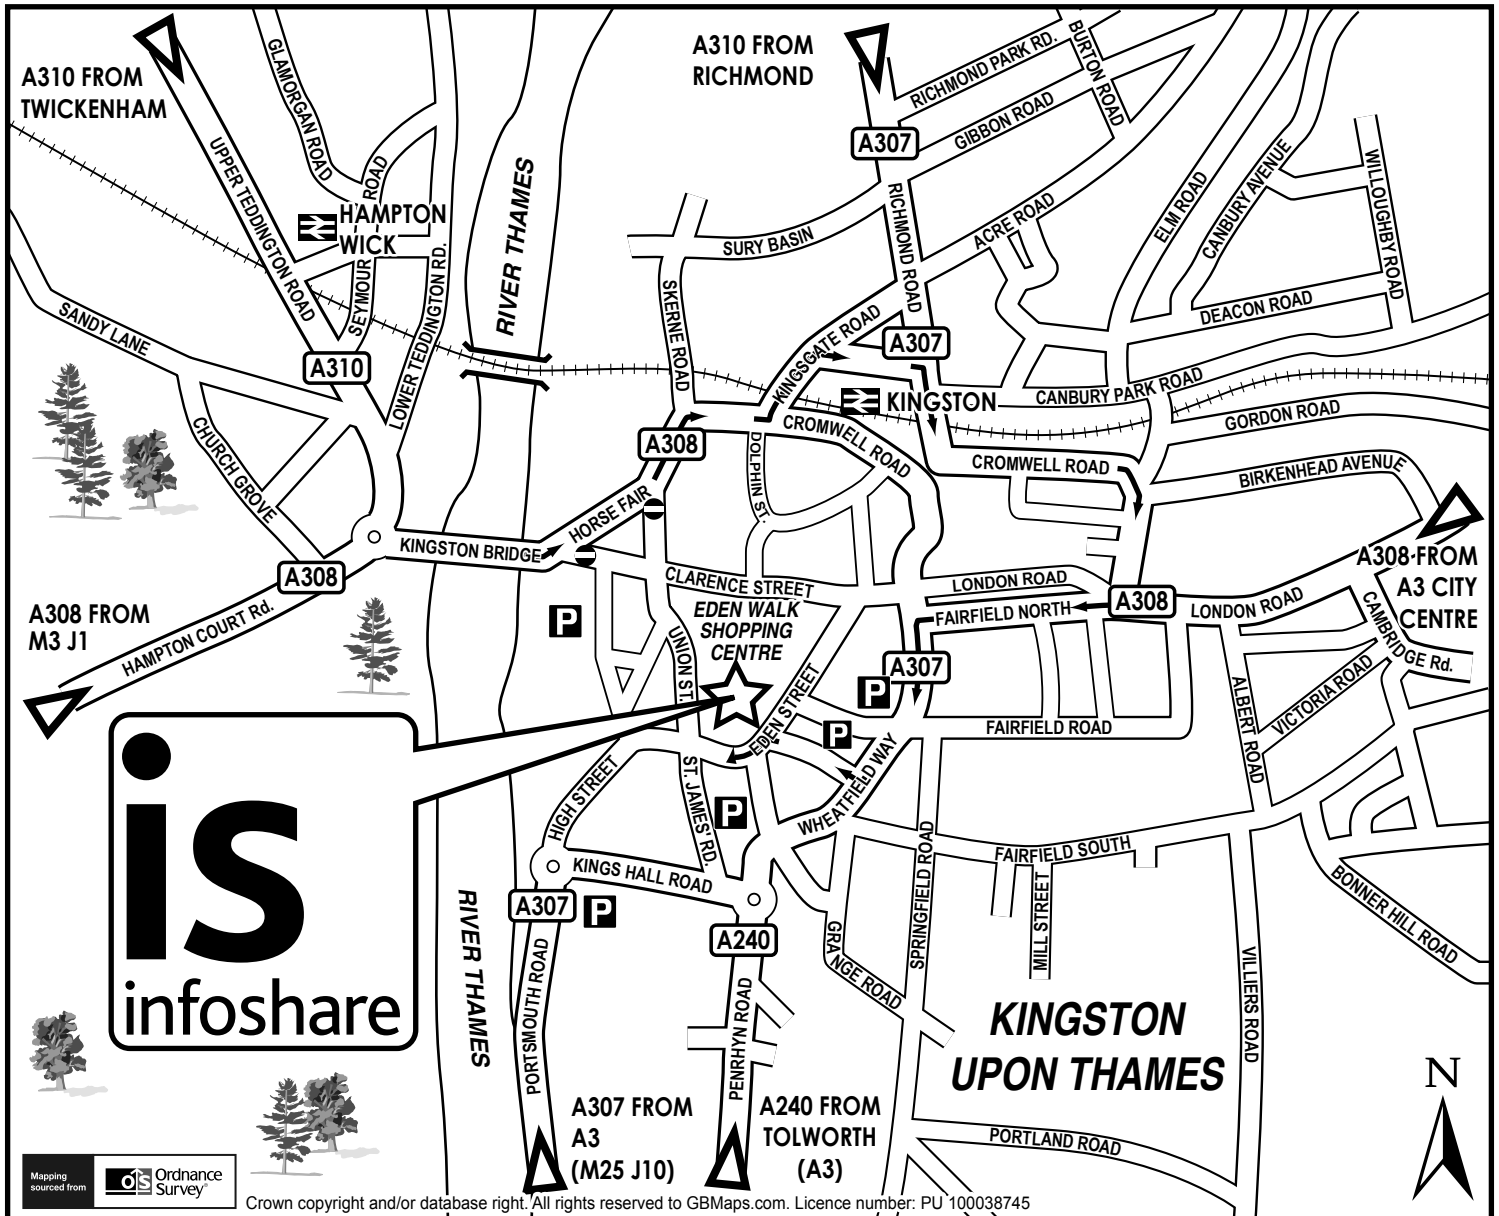 A310 FROM
TWICKENHAM
GLAMORGAN ROAD
UPPER TEDDINGTON ROAD
SEYMOUR
ROAD
HAMPTON
WICK
LOWER TEDDINGTON RD.
RIVER THAMES
A310 FROM
RICHMOND
A307
RICHMOND PARK RD.
BURTON ROAD
GIBBON ROAD
RICHMOND ROAD
ACRE ROAD
ELM ROAD
CANBURY AVENUE
WILLOUGHBY ROAD
SURY BASIN
SKERNE ROAD
DEACON ROAD
SANDY LANE
A310
KINGSGATE ROAD
A307
KINGSTON
CANBURY PARK ROAD
GORDON ROAD
CHURCH GROVE
A308
DOLPHIN ST.
CROMWELL ROAD
CROMWELL ROAD
BIRKENHEAD AVENUE
HORSE FAIR
KINGSTON BRIDGE
A308
A308 FROM
M3 J1
HAMPTON COURT Rd.
CLARENCE STREET
EDEN WALK
SHOPPING
CENTRE
LONDON ROAD
FAIRFIELD NORTH
A308
LONDON ROAD
A308 FROM
A3 CITY
CENTRE
CAMBRIDGE Rd.
P
UNION ST.
EDEN STREET
A307
P
P
FAIRFIELD ROAD
ALBERT ROAD
VICTORIA ROAD
is
infoshare
HIGH STREET
ST. JAMES' RD.
P
WHEATFIELD WAY
KINGS HALL ROAD
A307
P
A240
FAIRFIELD SOUTH
SPRINGFIELD ROAD
MILL STREET
BONNER HILL ROAD
GRANGE ROAD
VILLIERS ROAD
RIVER THAMES
PORTSMOUTH ROAD
PENRHYN ROAD
KINGSTON
UPON THAMES
N
A307 FROM
A3
(M25 J10)
A240 FROM
TOLWORTH
(A3)
PORTLAND ROAD
Mapping
sourced from
OS
Ordnance
Survey®
Crown copyright and/or database right. All rights reserved to GBMaps.com. Licence number: PU 100038745